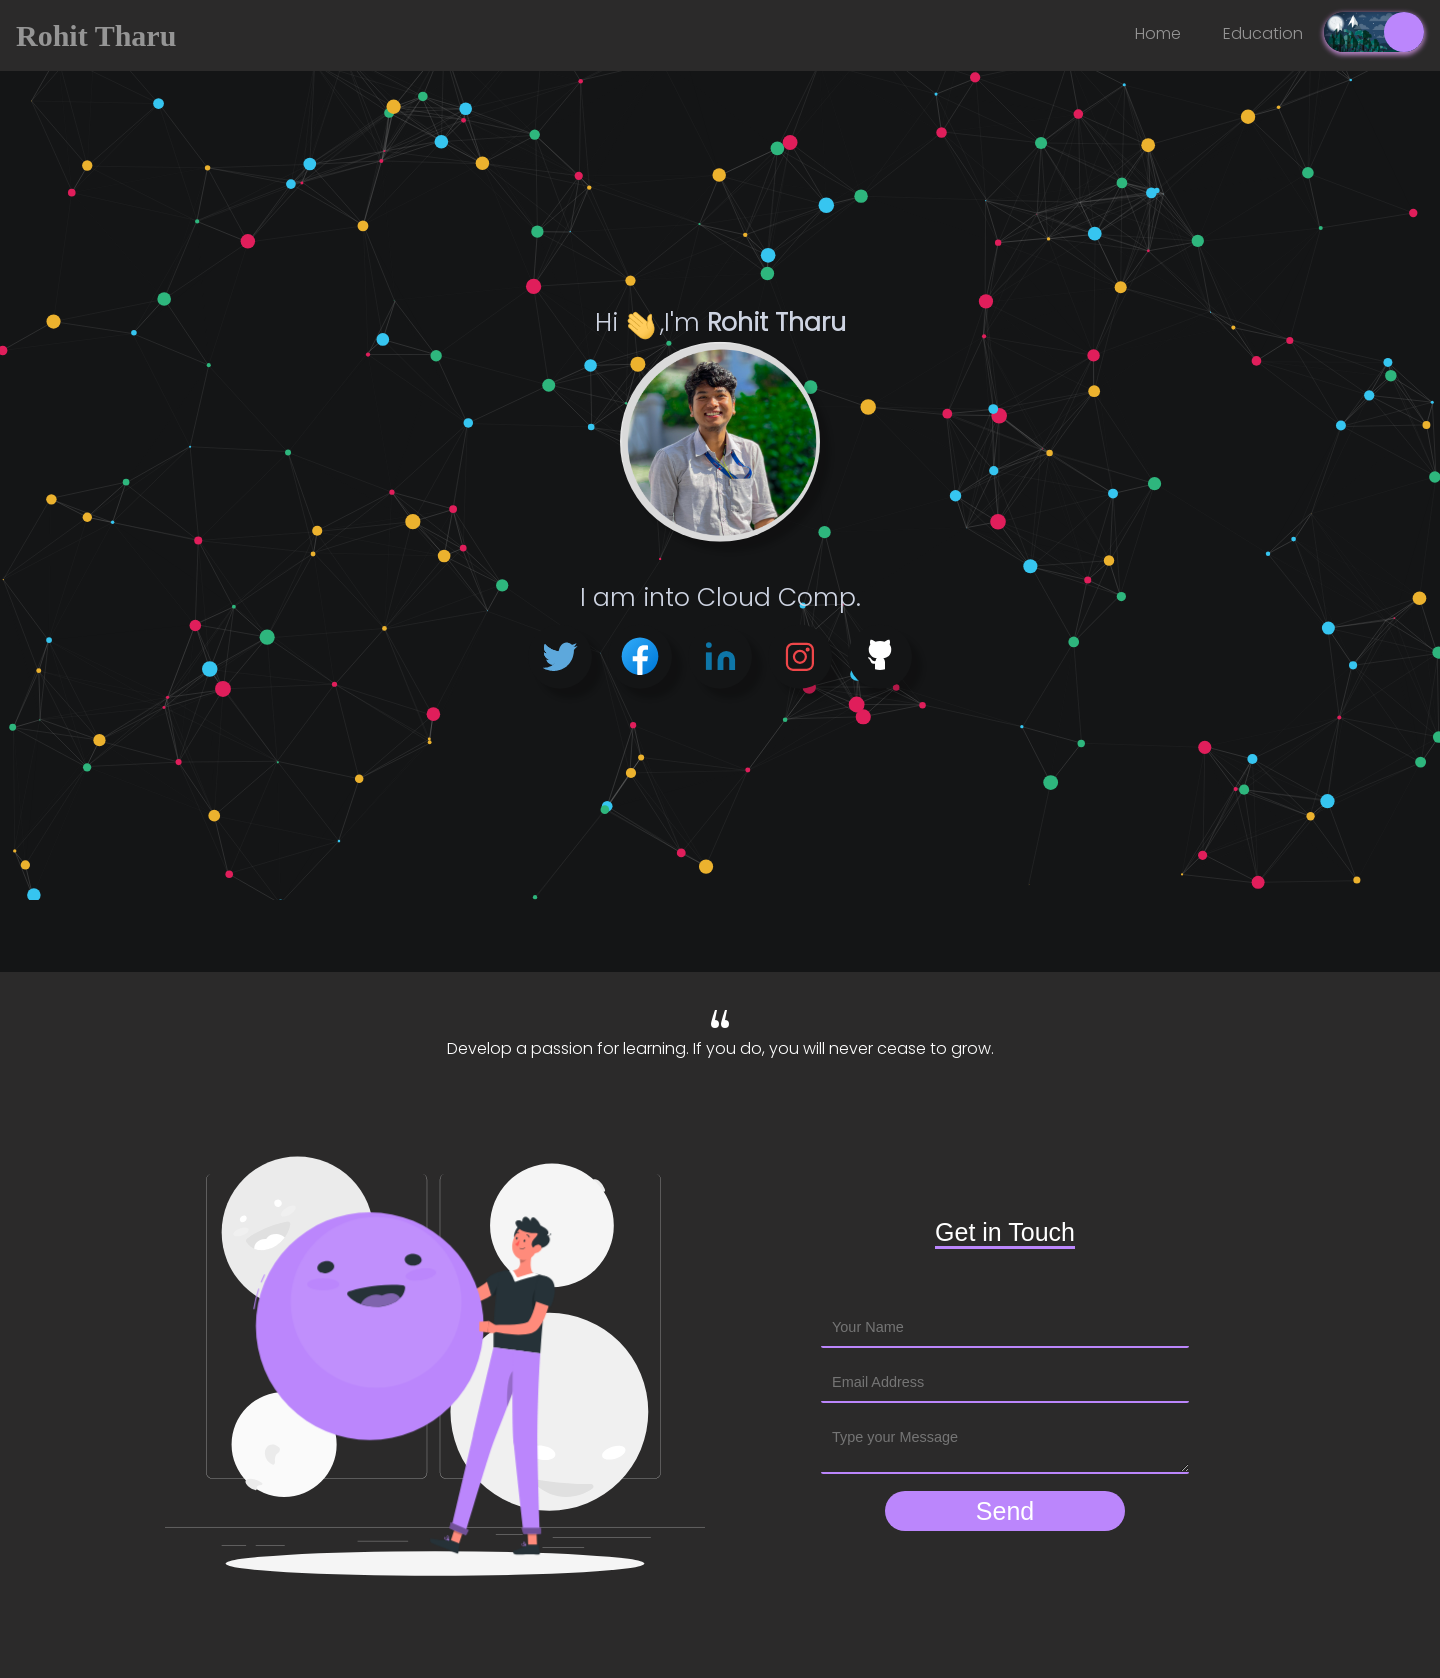 Rohit Tharu
Home
Education
Hi 👋,I'm Rohit Tharu
I am into Cloud Comp.
“
Develop a passion for learning. If you do, you will never cease to grow.
Get in Touch
Your Name
Email Address
Type your Message
Send